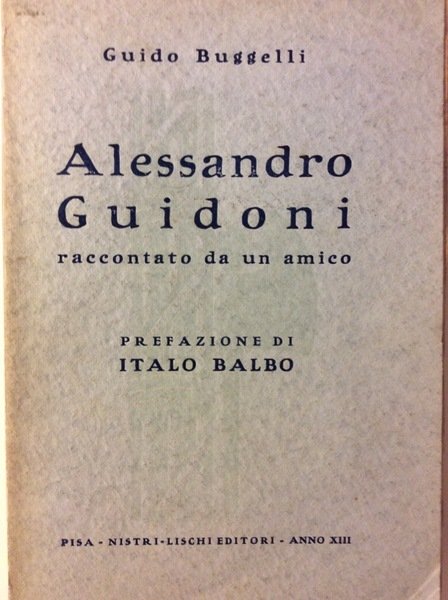 Guido Buggelli
Alessandro
Guidoni
raccontato da un amico
PREFAZIONE DI
ITALO BALBO
PISA - NISTRI-LISCHI EDITORI - ANNO XIII